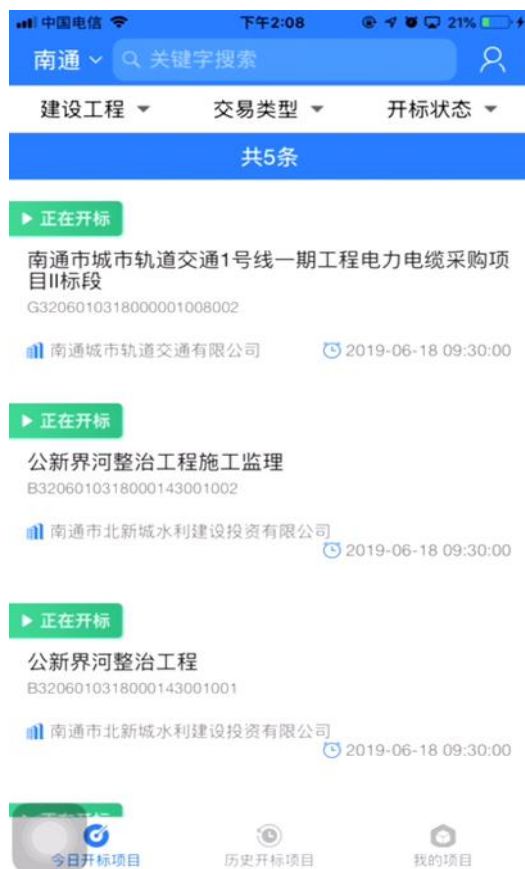 中国电信 下午2:08 21%
南通 关键字搜索
建设工程 交易类型 开标状态
共5条
正在开标
南通市城市轨道交通1号线一期工程电力电缆采购项
目II标段
G3206010318000001008002
南通城市轨道交通有限公司 2019-06-18 09:30:00
正在开标
公新界河整治工程施工监理
B3206010318000143001002
南通市北新城水利建设投资有限公司
2019-06-18 09:30:00
正在开标
公新界河整治工程
B3206010318000143001001
南通市北新城水利建设投资有限公司
2019-06-18 09:30:00
今日开标项目 历史开标项目 我的项目